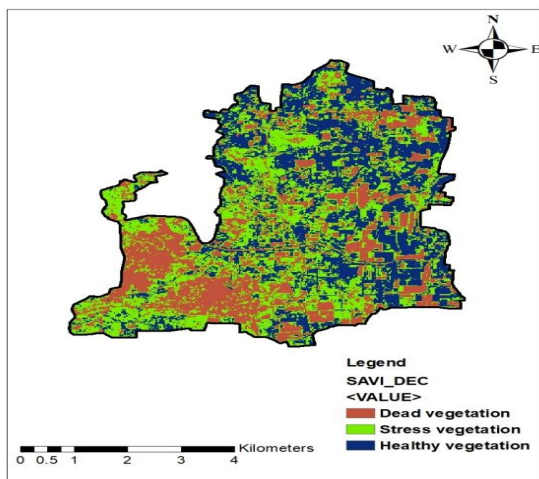 N
W E
S
Legend
SAVI_DEC
<VALUE>
Dead vegetation
Stress vegetation
Healthy vegetation
Kilometers
0 0.5 1 2 3 4